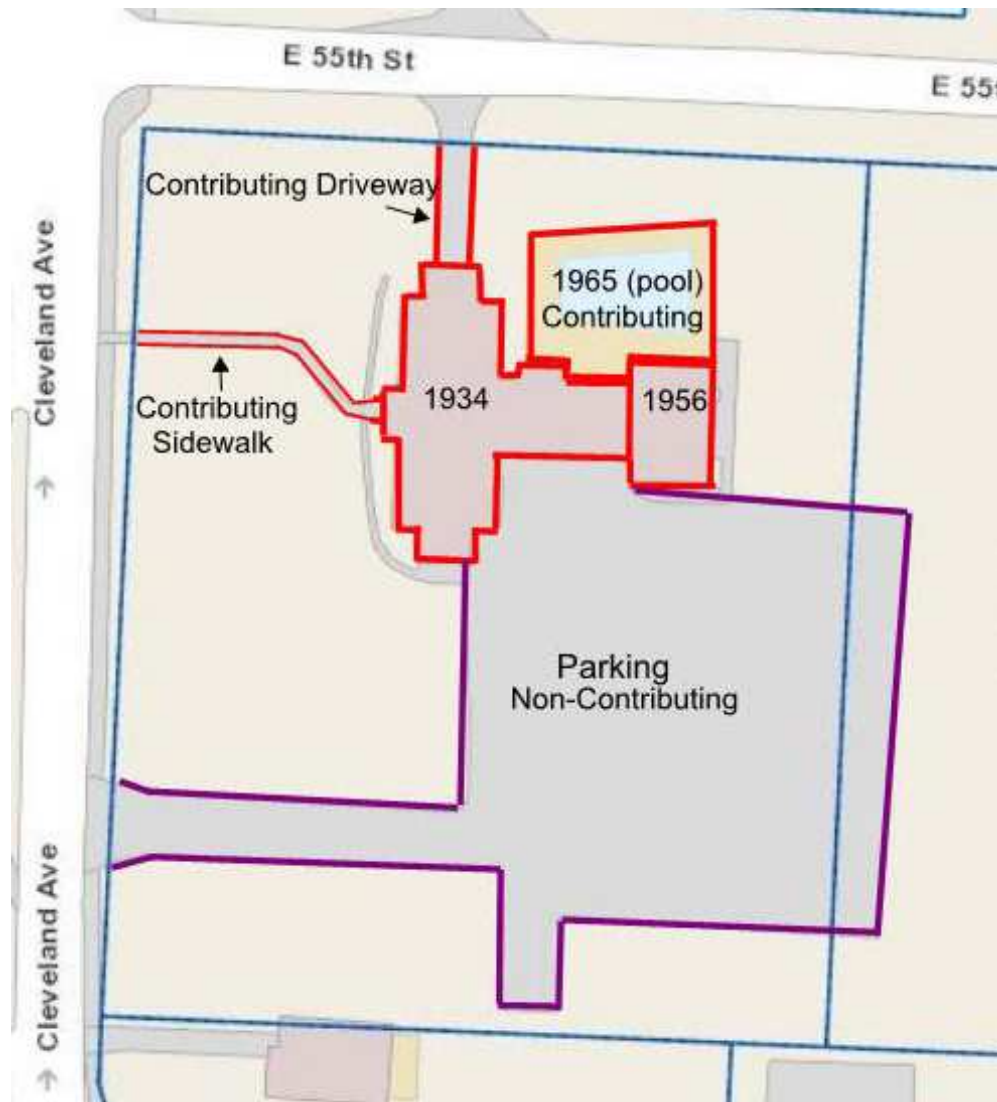 E 55th St
E 55
Contributing Driveway
Cleveland Ave
1965 (pool)
Contributing
1934
1956
Contributing
Sidewalk
Parking
Non-Contributing
Cleveland Ave